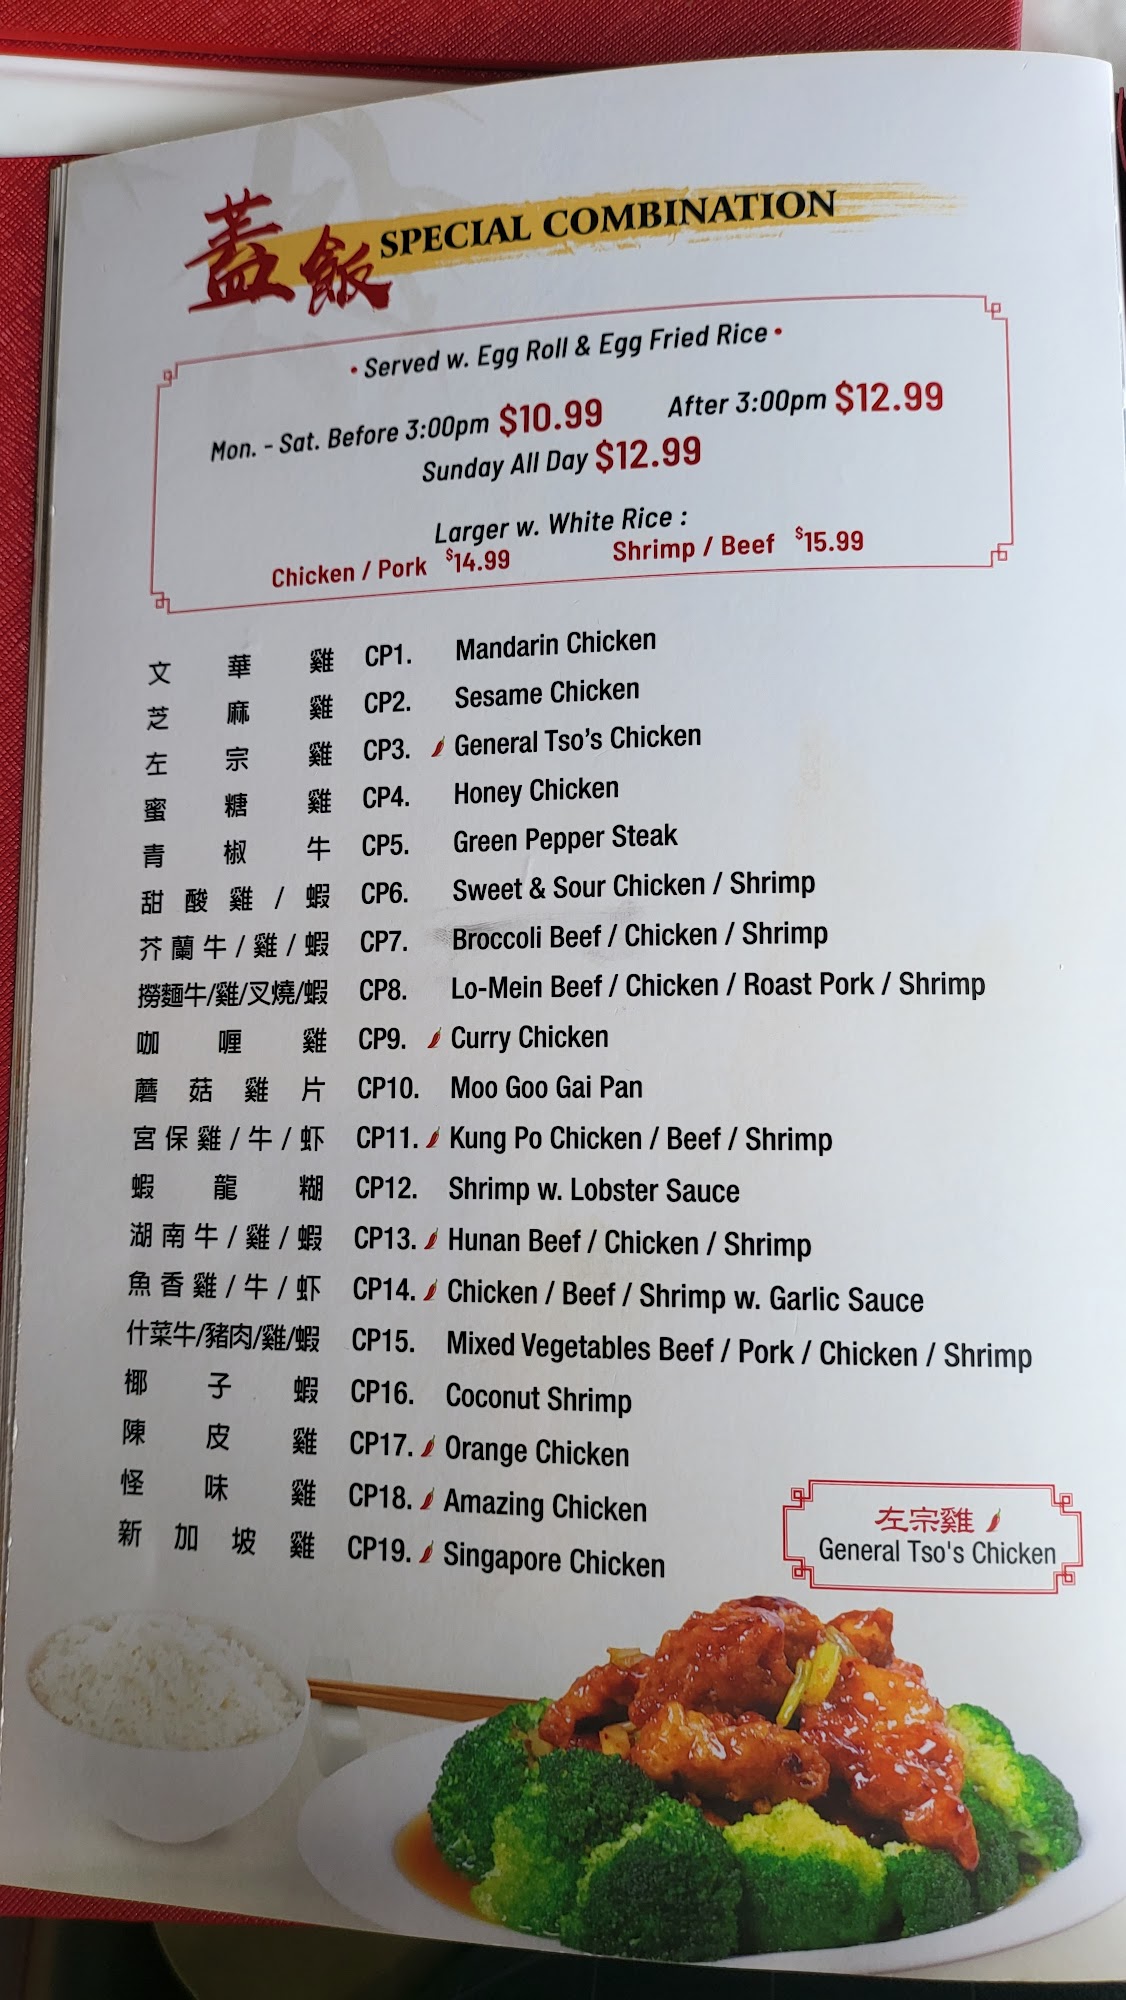 蓋飯 SPECIAL COMBINATION
• Served w. Egg Roll & Egg Fried Rice •
Mon. - Sat. Before 3:00pm $10.99 After 3:00pm $12.99
Sunday All Day $12.99
Larger w. White Rice :
Chicken / Pork $14.99 Shrimp / Beef $15.99
文華雞 CP1. Mandarin Chicken
芝麻雞 CP2. Sesame Chicken
左宗雞 CP3. General Tso's Chicken
蜜糖雞 CP4. Honey Chicken
青椒牛 CP5. Green Pepper Steak
甜酸雞/蝦 CP6. Sweet & Sour Chicken / Shrimp
芥蘭牛/雞/蝦 CP7. Broccoli Beef / Chicken / Shrimp
撈麵牛/雞/叉燒/蝦 CP8. Lo-Mein Beef / Chicken / Roast Pork / Shrimp
咖喱雞 CP9. Curry Chicken
蘑菇雞片 CP10. Moo Goo Gai Pan
宮保雞/牛/虾 CP11. Kung Po Chicken / Beef / Shrimp
蝦龍糊 CP12. Shrimp w. Lobster Sauce
湖南牛/雞/蝦 CP13. Hunan Beef / Chicken / Shrimp
魚香雞/牛/虾 CP14. Chicken / Beef / Shrimp w. Garlic Sauce
什菜牛/豬肉/雞/蝦 CP15. Mixed Vegetables Beef / Pork / Chicken / Shrimp
椰子蝦 CP16. Coconut Shrimp
陳皮雞 CP17. Orange Chicken
怪味雞 CP18. Amazing Chicken
新加坡雞 CP19. Singapore Chicken
左宗雞
General Tso's Chicken